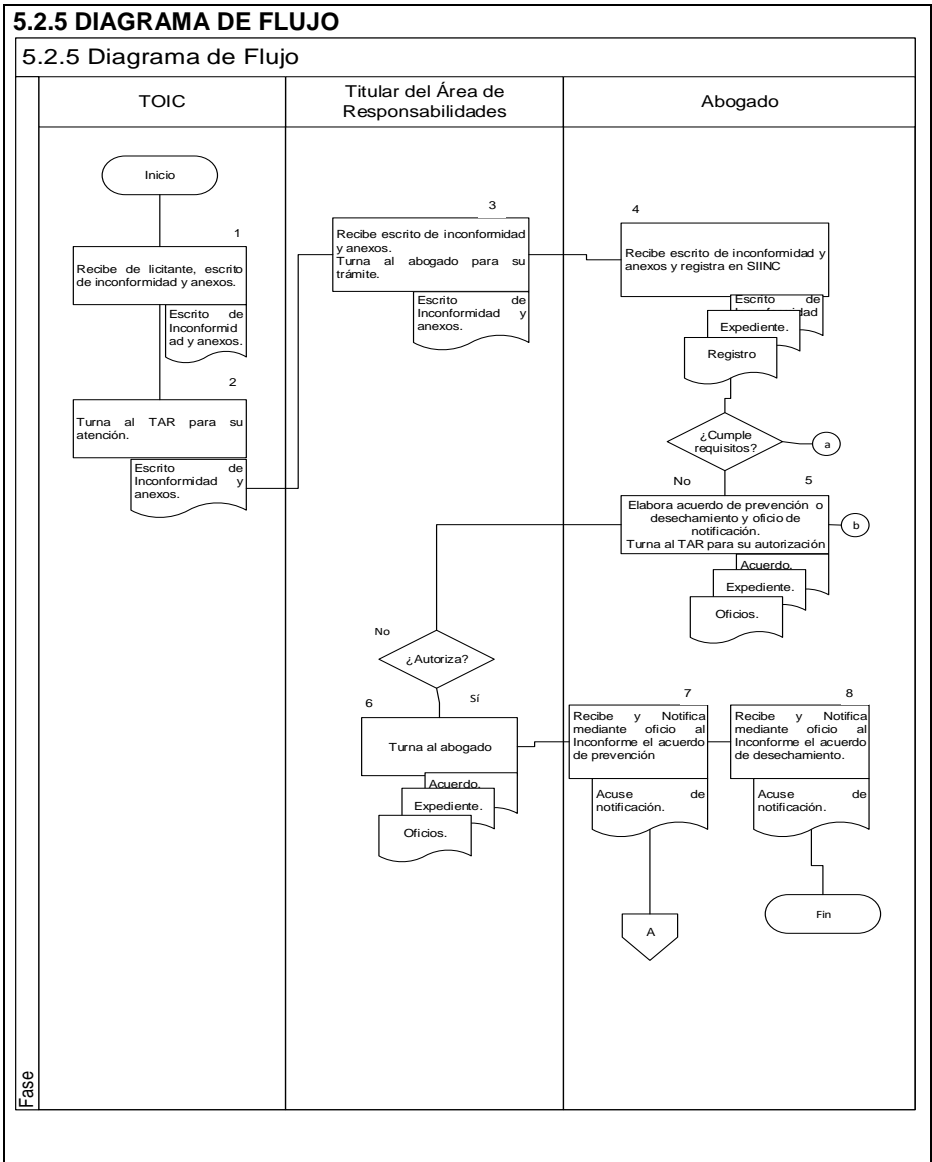 5.2.5 DIAGRAMA DE FLUJO
5.2.5 Diagrama de Flujo
TOIC
Titular del Área de
Responsabilidades
Abogado
Inicio
1
Recibe de licitante, escrito
de inconformidad y anexos.
Escrito de
Inconformid
ad y anexos.
2
Turna al TAR para su
atención.
Escrito de
Inconformidad y
anexos.
3
Recibe escrito de inconformidad
y anexos.
Turna al abogado para su
trámite.
Escrito de
Inconformidad y
anexos.
4
Recibe escrito de inconformidad y
anexos y registra en SIINC
Escrito de
Expediente.
Registro
¿Cumple
requisitos?
a
No
5
Elabora acuerdo de prevención o
desechamiento y oficio de
notificación.
Turna al TAR para su autorización
b
Acuerdo.
Expediente.
Oficios.
No
¿Autoriza?
Sí
6
Turna al abogado
Acuerdo.
Expediente.
Oficios.
7
Recibe y Notifica
mediante oficio al
Inconforme el acuerdo
de prevención
Acuse de
notificación.
A
8
Recibe y Notifica
mediante oficio al
Inconforme el acuerdo
de desechamiento.
Acuse de
notificación.
Fin
Fase